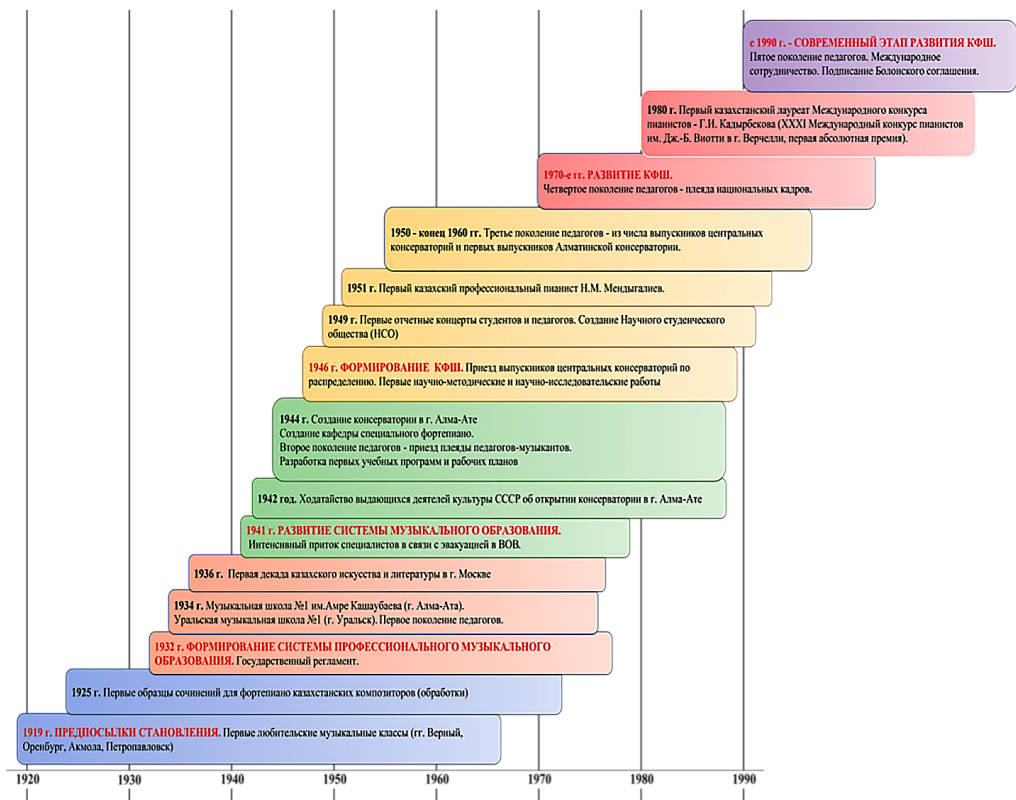 с 1990 г. - СОВРЕМЕННЫЙ ЭТАП РАЗВИТИЯ КФШ.
Пятое поколение педагогов. Международное
сотрудничество. Подписание Болонского соглашения.
1980 г. Первый казахстанский лауреат Международного конкурса
пианистов - Г.И. Кадырбекова (XXXI Международный конкурс пианистов
им. Дж.-Б. Виотти в г. Верчелли, первая абсолютная премия).
1970-е гг. РАЗВИТИЕ КФШ.
Четвертое поколение педагогов - плеяда национальных кадров.
1950 - конец 1960 гг. Третье поколение педагогов - из числа выпускников центральных
консерваторий и первых выпускников Алматинской консерватории.
1951 г. Первый казахский профессиональный пианист Н.М. Мендыгалиев.
1949 г. Первые отчетные концерты студентов и педагогов. Создание Научного студенческого
общества (НСО)
1946 г. ФОРМИРОВАНИЕ КФШ. Приезд выпускников центральных консерваторий по
распределению. Первые научно-методические и научно-исследовательские работы
1944 г. Создание консерватории в г. Алма-Ате
Создание кафедры специального фортепиано.
Второе поколение педагогов - приезд плеяды педагогов-музыкантов.
Разработка первых учебных программ и рабочих планов
1942 год. Ходатайство выдающихся деятелей культуры СССР об открытии консерватории в г. Алма-Ате
1941 г. РАЗВИТИЕ СИСТЕМЫ МУЗЫКАЛЬНОГО ОБРАЗОВАНИЯ.
Интенсивный приток специалистов в связи с эвакуацией в ВОВ.
1936 г. Первая декада казахского искусства и литературы в г. Москве
1934 г. Музыкальная школа №1 им.Амре Кашаубаева (г. Алма-Ата).
Уральская музыкальная школа №1 (г. Уральск). Первое поколение педагогов.
1932 г. ФОРМИРОВАНИЕ СИСТЕМЫ ПРОФЕССИОНАЛЬНОГО МУЗЫКАЛЬНОГО
ОБРАЗОВАНИЯ. Государственный регламент.
1925 г. Первые образцы сочинений для фортепиано казахстанских композиторов (обработки)
1919 г. ПРЕДПОСЫЛКИ СТАНОВЛЕНИЯ. Первые любительские музыкальные классы (гг. Верный,
Оренбург, Акмола, Петропавловск)
1920 1930 1940 1950 1960 1970 1980 1990